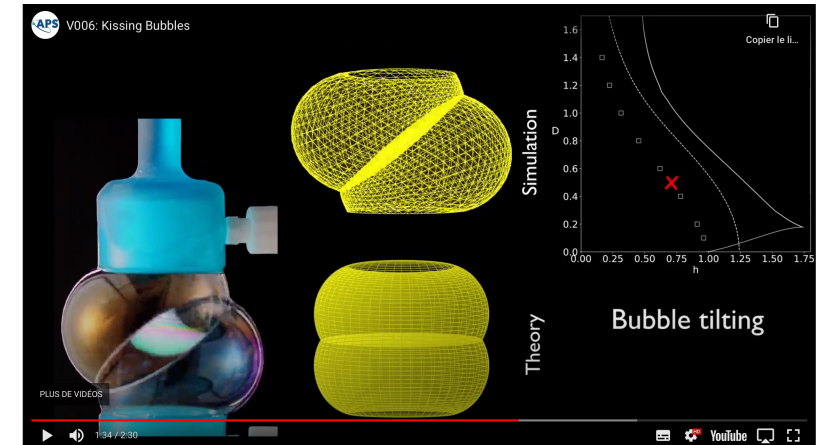 APS V006: Kissing Bubbles
Copier le li...
Simulation
D
1.6
1.4
1.2
1.0
0.8
0.6
0.4
0.2
0.0
0.00 0.25 0.50 0.75 1.00 1.25 1.50 1.75
h
Theory
Bubble tilting
PLUS DE VIDÉOS
1:34 / 2:30
HD
YouTube